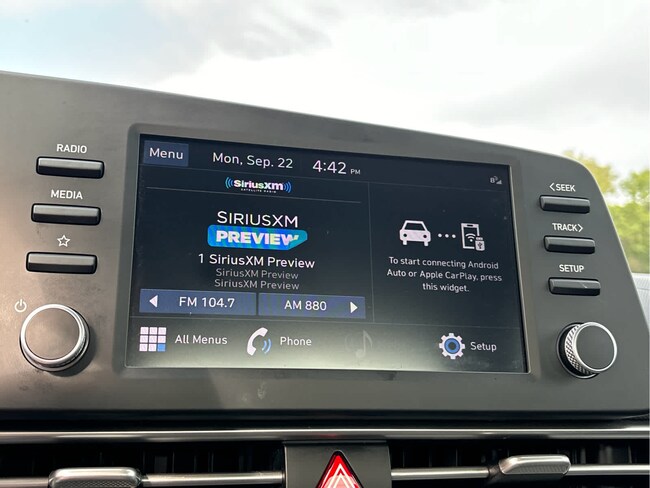 RADIO
MEDIA
Menu
Mon, Sep. 22
4:42 PM
SiriusXM
SATELLITE RADIO
SIRIUSXM
PREVIEW
1 SiriusXM Preview
SiriusXM Preview
SiriusXM Preview
FM 104.7
AM 880
To start connecting Android
Auto or Apple CarPlay, press
this widget.
All Menus
Phone
Setup
<SEEK
TRACK>
SETUP